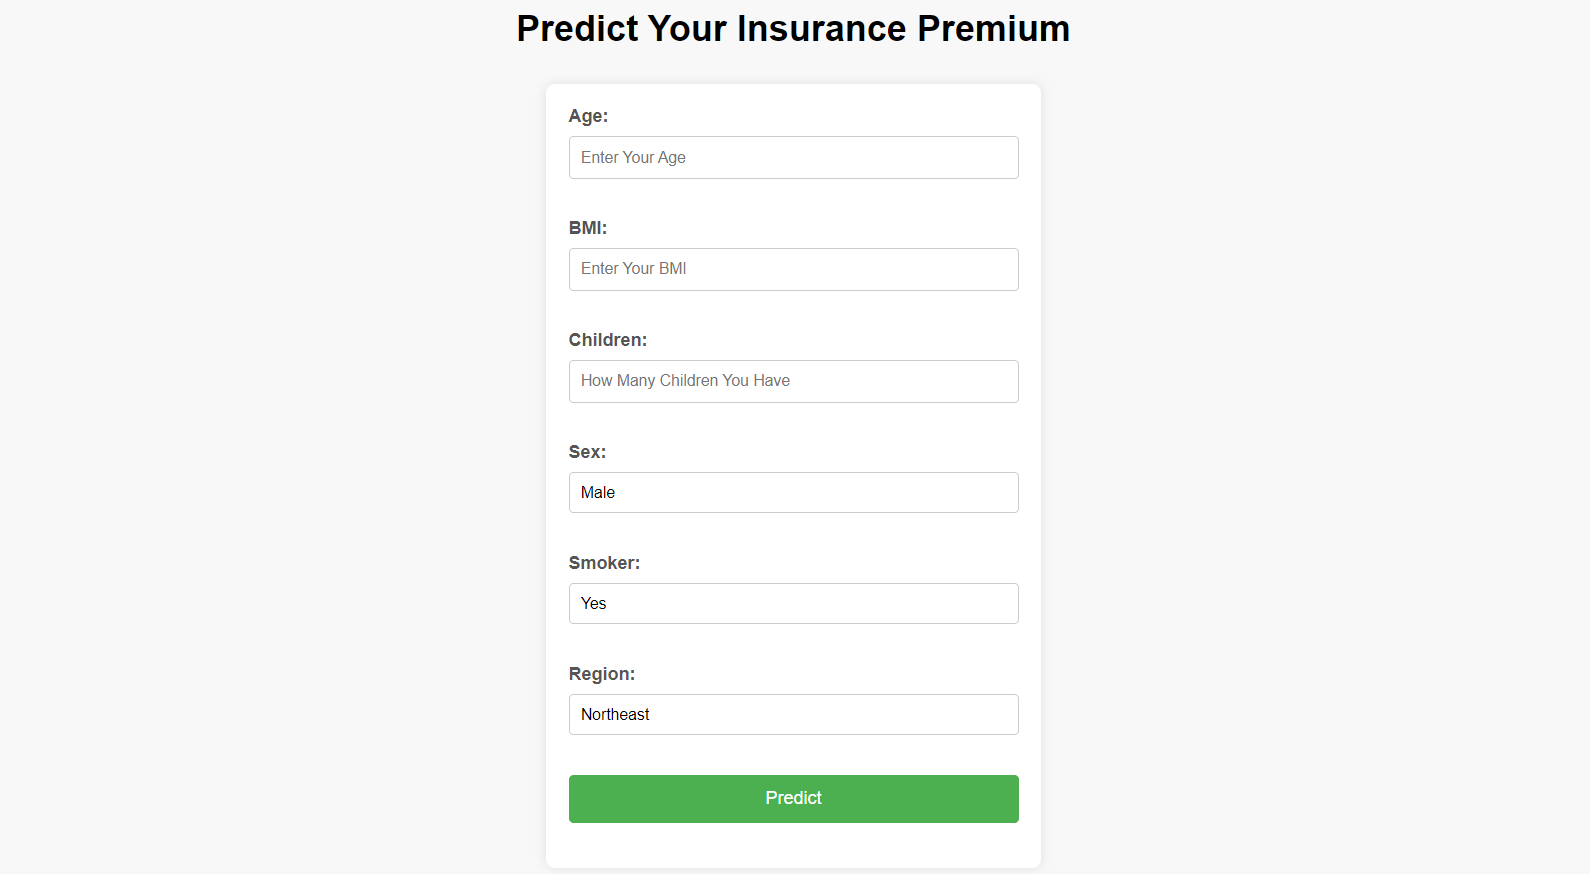 Predict Your Insurance Premium
Age:
Enter Your Age
BMI:
Enter Your BMI
Children:
How Many Children You Have
Sex:
Male
Smoker:
Yes
Region:
Northeast
Predict